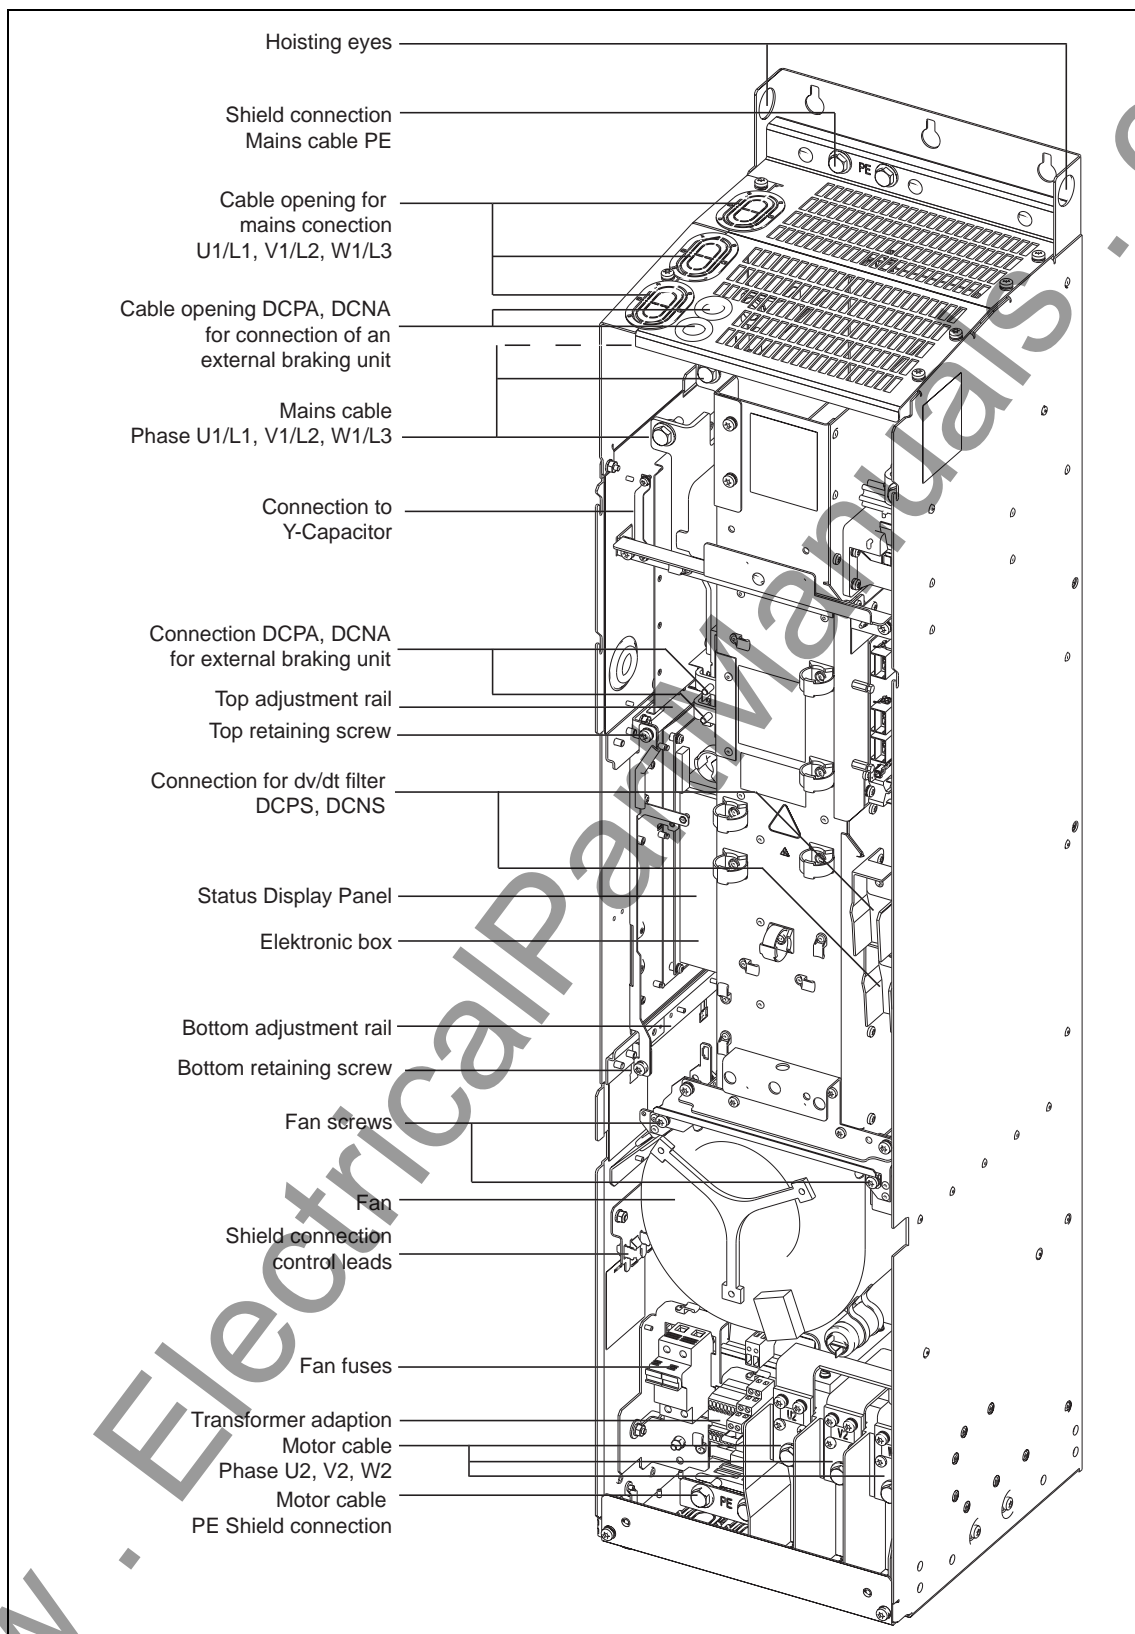 Hoisting eyes
Shield connection
Mains cable PE
PE
Cable opening for
mains conection
U1/L1, V1/L2, W1/L3
Cable opening DCPA, DCNA
for connection of an
external braking unit
Mains cable
Phase U1/L1, V1/L2, W1/L3
Connection to
Y-Capacitor
Connection DCPA, DCNA
for external braking unit
Top adjustment rail
Top retaining screw
Connection for dv/dt filter
DCPS, DCNS
Status Display Panel
Elektronic box
Bottom adjustment rail
Bottom retaining screw
Fan screws
Fan
Shield connection
control leads
Fan fuses
Transformer adaption
U2
V2
Motor cable
Phase U2, V2, W2
Motor cable
PE Shield connection
PE
w . ElectricalPartManuals .